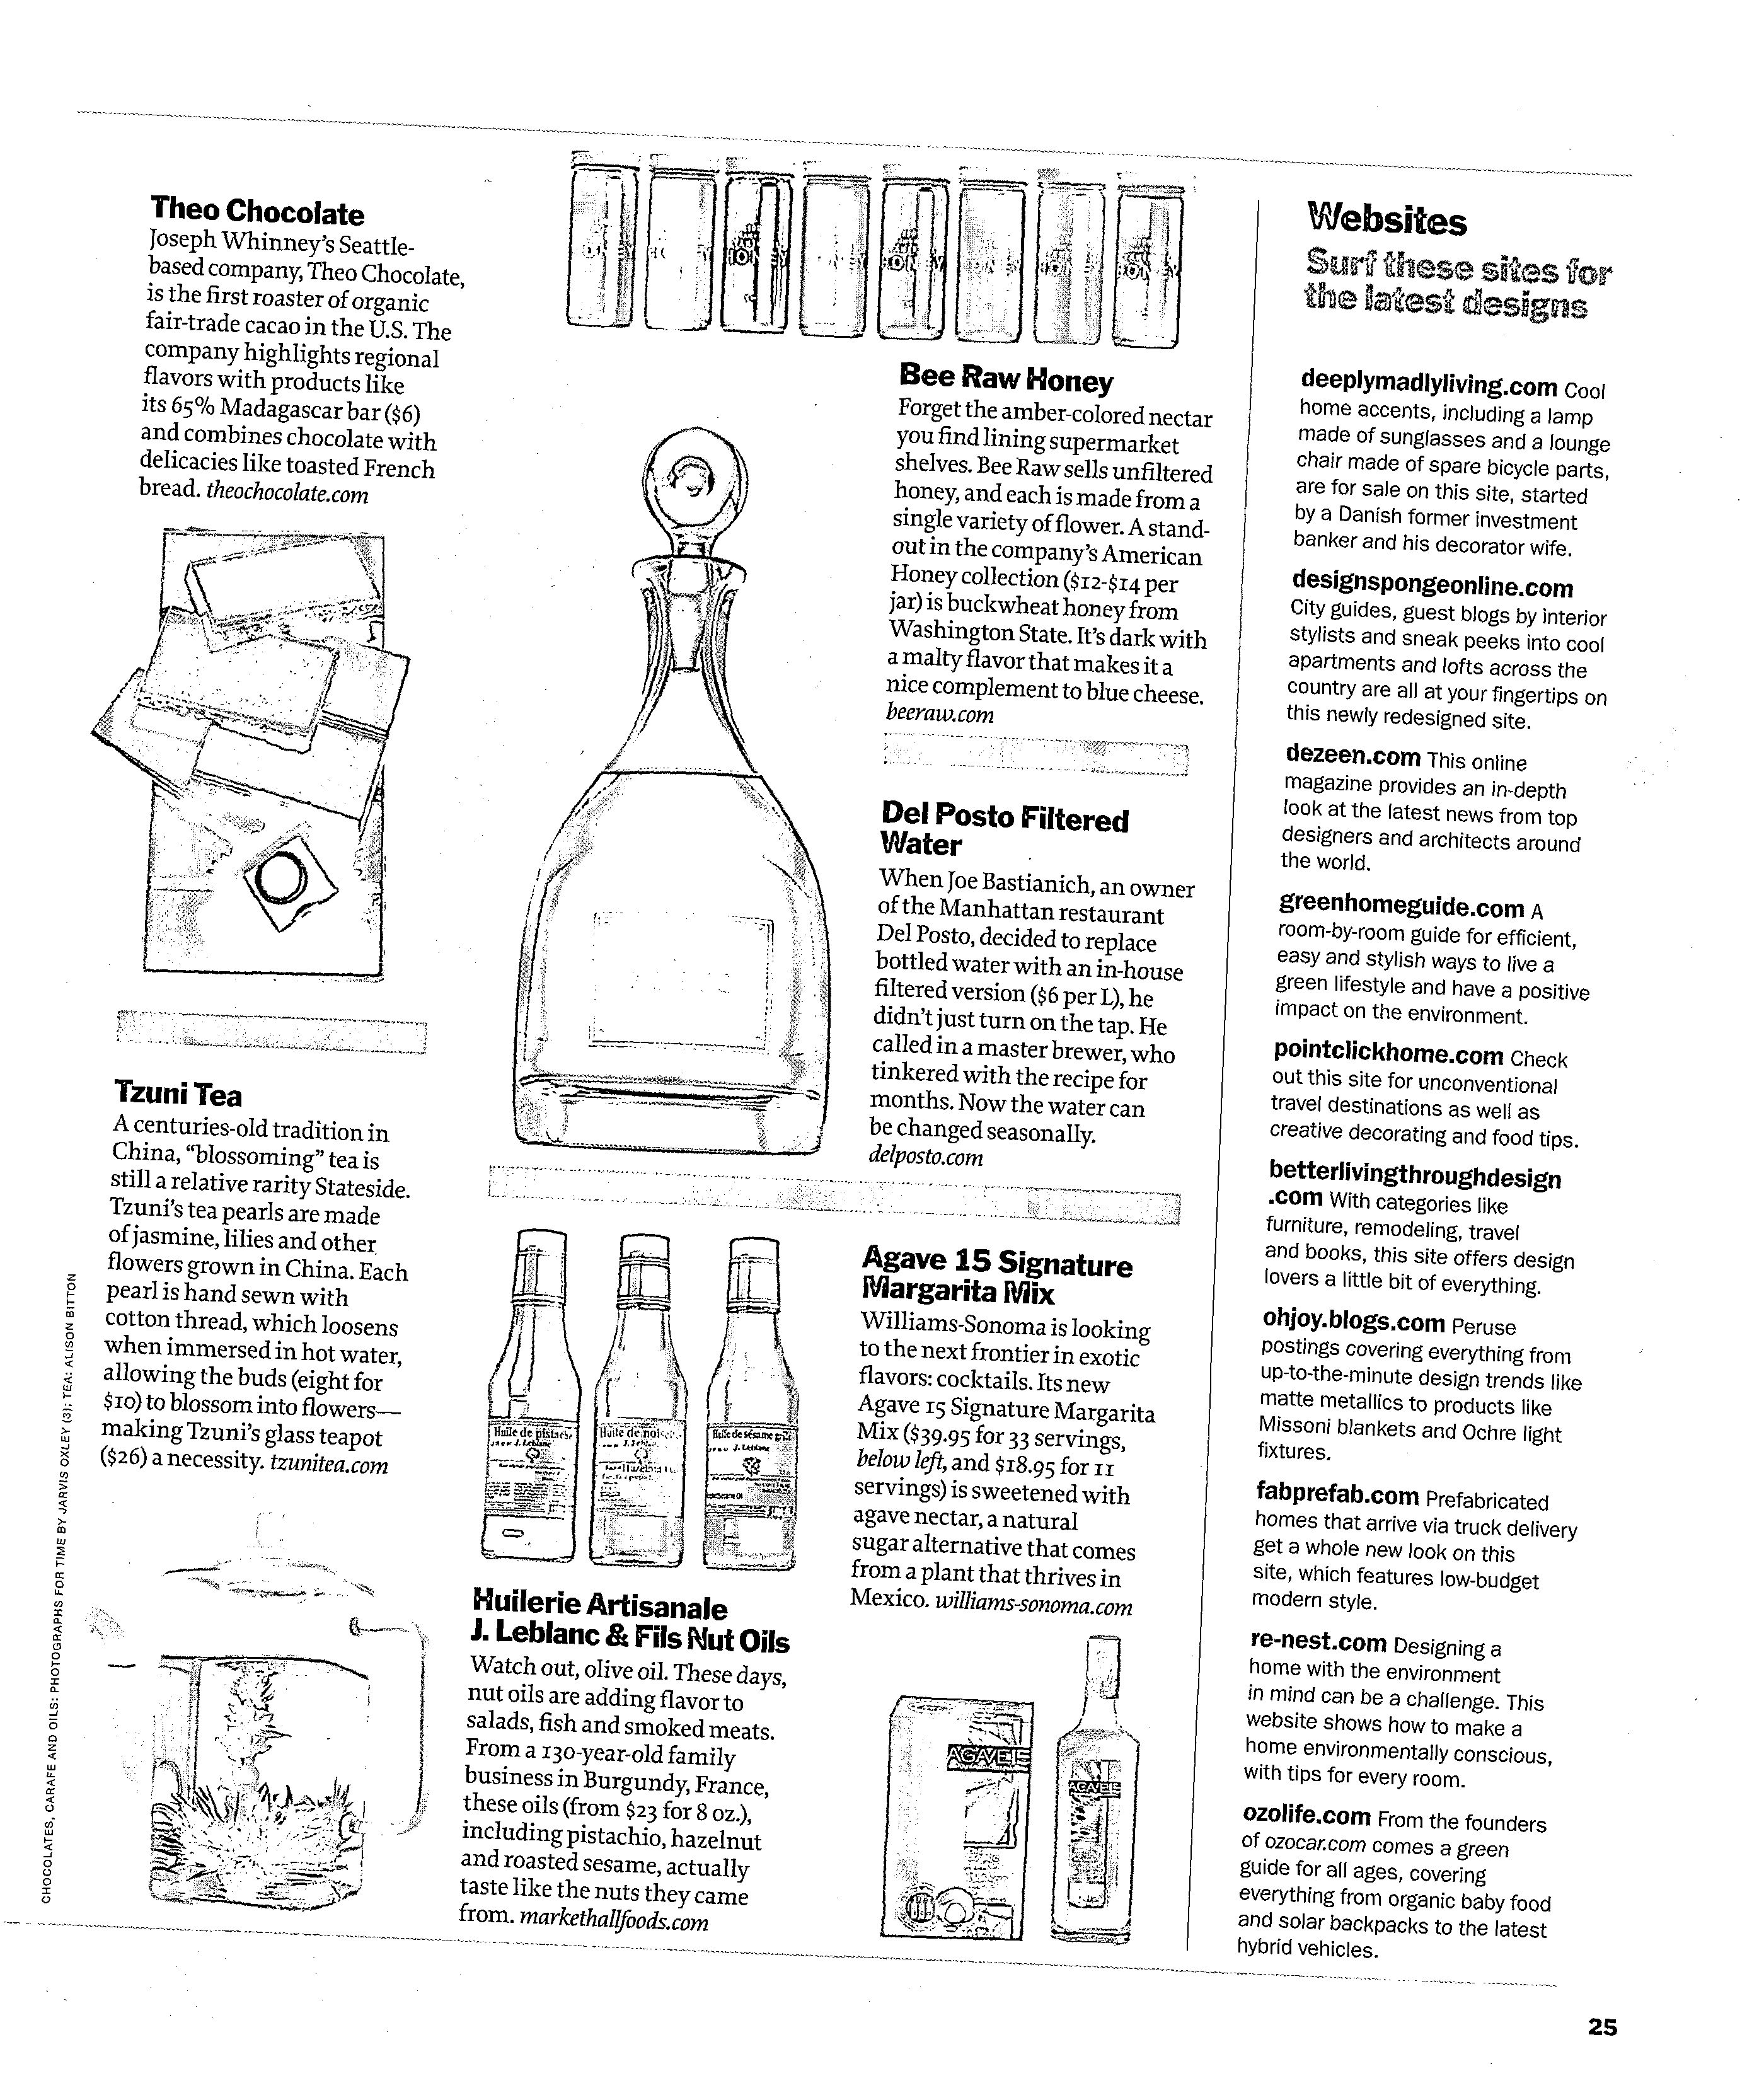 Theo Chocolate
Joseph Whinney's Seattle-
based company, Theo Chocolate,
is the first roaster of organic
fair-trade cacao in the U.S. The
company highlights regional
flavors with products like
its 65% Madagascar bar ($6)
and combines chocolate with
delicacies like toasted French
bread. theochocolate.com
Tzuni Tea
A centuries-old tradition in
China, "blossoming" tea is
still a relative rarity Stateside.
Tzuni's tea pearls are made
of jasmine, lilies and other
flowers grown in China. Each
pearl is hand sewn with
cotton thread, which loosens
when immersed in hot water,
allowing the buds (eight for
$10) to blossom into flowers—
making Tzuni's glass teapot
($26) a necessity. tzunitea.com
CHOCOLATES, CARAFE AND OILS: PHOTOGRAPHS FOR TIME BY JARVIS OXLEY (3); TEA: ALISON BITTON
Huile de pistache
J. Leblanc
Huile de noise
Huile de sésame grillé
J. Leblanc
Huilerie Artisanale
J. Leblanc & Fils Nut Oils
Watch out, olive oil. These days,
nut oils are adding flavor to
salads, fish and smoked meats.
From a 130-year-old family
business in Burgundy, France,
these oils (from $23 for 8 oz.),
including pistachio, hazelnut
and roasted sesame, actually
taste like the nuts they came
from. markethallfoods.com
Bee Raw Honey
Forget the amber-colored nectar
you find lining supermarket
shelves. Bee Raw sells unfiltered
honey, and each is made from a
single variety of flower. A stand-
out in the company's American
Honey collection ($12-$14 per
jar) is buckwheat honey from
Washington State. It's dark with
a malty flavor that makes it a
nice complement to blue cheese.
beeraw.com
Del Posto Filtered
Water
When Joe Bastianich, an owner
of the Manhattan restaurant
Del Posto, decided to replace
bottled water with an in-house
filtered version ($6 per L), he
didn't just turn on the tap. He
called in a master brewer, who
tinkered with the recipe for
months. Now the water can
be changed seasonally.
delposto.com
Agave 15 Signature
Margarita Mix
Williams-Sonoma is looking
to the next frontier in exotic
flavors: cocktails. Its new
Agave 15 Signature Margarita
Mix ($39.95 for 33 servings,
below left, and $18.95 for 11
servings) is sweetened with
agave nectar, a natural
sugar alternative that comes
from a plant that thrives in
Mexico. williams-sonoma.com
AGAVE 15
AGAVE 15
Websites
Surf these sites for
the latest designs
deeplymadlyliving.com Cool
home accents, including a lamp
made of sunglasses and a lounge
chair made of spare bicycle parts,
are for sale on this site, started
by a Danish former investment
banker and his decorator wife.
designspongeonline.com
City guides, guest blogs by interior
stylists and sneak peeks into cool
apartments and lofts across the
country are all at your fingertips on
this newly redesigned site.
dezeen.com This online
magazine provides an in-depth
look at the latest news from top
designers and architects around
the world.
greenhomeguide.com A
room-by-room guide for efficient,
easy and stylish ways to live a
green lifestyle and have a positive
impact on the environment.
pointclickhome.com Check
out this site for unconventional
travel destinations as well as
creative decorating and food tips.
betterlivingthroughdesign
.com With categories like
furniture, remodeling, travel
and books, this site offers design
lovers a little bit of everything.
ohjoy.blogs.com Peruse
postings covering everything from
up-to-the-minute design trends like
matte metallics to products like
Missoni blankets and Ochre light
fixtures.
fabprefab.com Prefabricated
homes that arrive via truck delivery
get a whole new look on this
site, which features low-budget
modern style.
re-nest.com Designing a
home with the environment
in mind can be a challenge. This
website shows how to make a
home environmentally conscious,
with tips for every room.
ozolife.com From the founders
of ozocar.com comes a green
guide for all ages, covering
everything from organic baby food
and solar backpacks to the latest
hybrid vehicles.
25